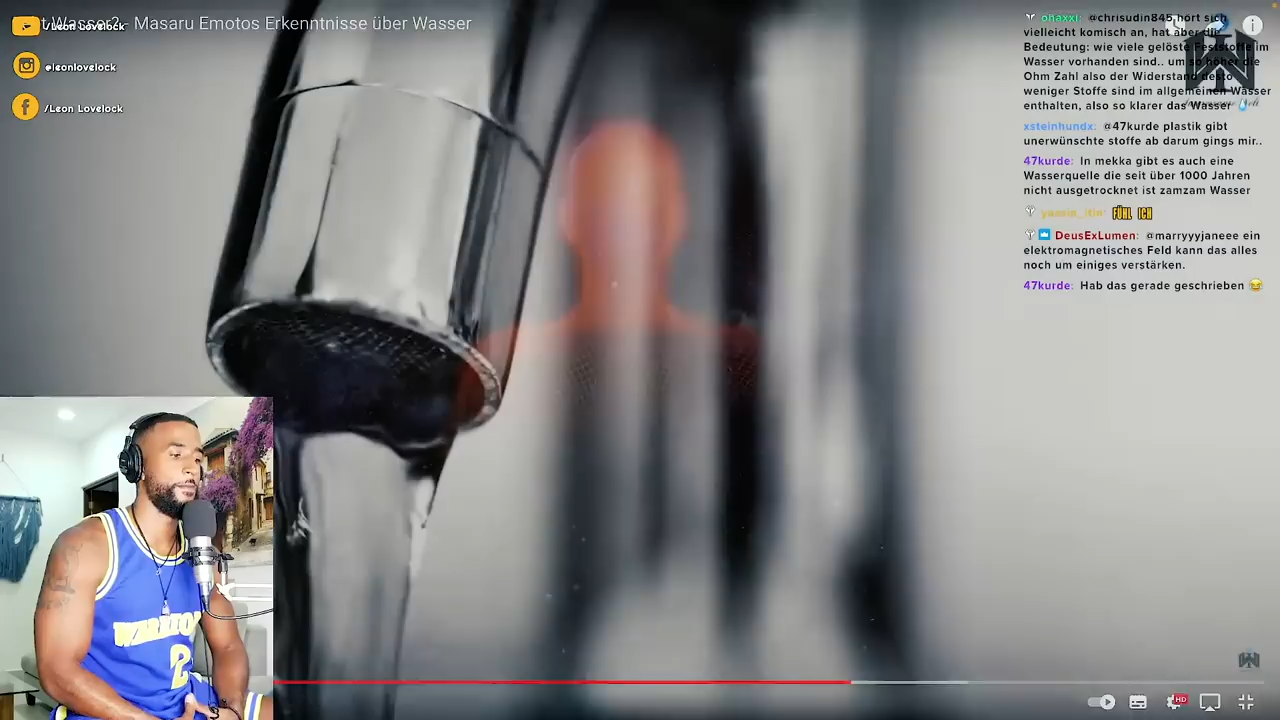 t Wasser? - Masaru Emotos Erkenntnisse über Wasser
/Leon Lovelock
@leonlovelock
/Leon Lovelock
ohaxxi: @chrisudin845 hört sich
vielleicht komisch an, hat aber die
Bedeutung: wie viele gelöste Feststoffe im
Wasser vorhanden sind.. um so höher die
Ohm Zahl also der Widerstand desto
weniger Stoffe sind im allgemeinen Wasser
enthalten, also so klarer das Wasser 💧
xsteinhundx: @47kurde plastik gibt
unerwünschte stoffe ab darum gings mir..
47kurde: In mekka gibt es auch eine
Wasserquelle die seit über 1000 Jahren
nicht ausgetrocknet ist zamzam Wasser
FÜHL ICH
DeusExLumen: @marryyyjaneee ein
elektromagnetisches Feld kann das alles
noch um einiges verstärken.
47kurde: Hab das gerade geschrieben 😂
WARRIORS
2
HD